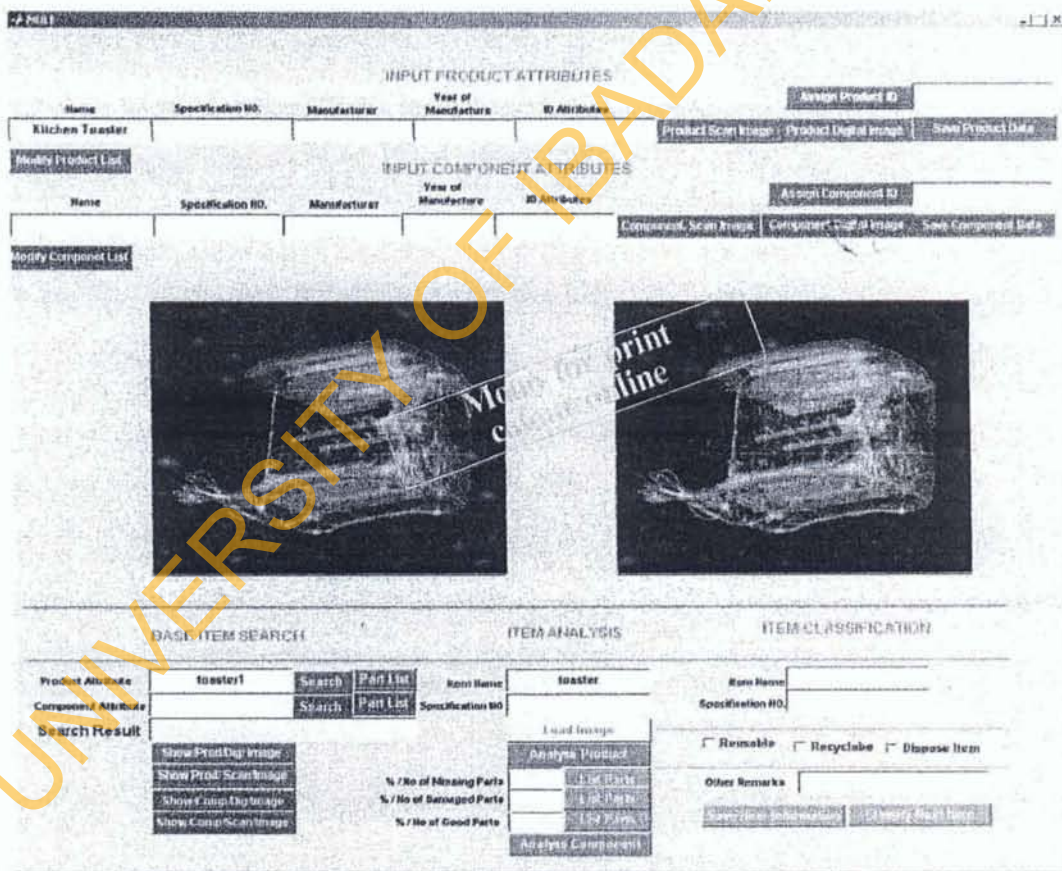 INPUT PRODUCT ATTRIBUTES
Name Specification NO. Manufacturer Year of Manufacture ID Attributes Assign Product ID
Kitchen Toaster
Product Scan Image Product Digital Image Save Product Data
Modify Product List
INPUT COMPONENT ATTRIBUTES
Name Specification NO. Manufacturer Year of Manufacture ID Attributes Assign Component ID
Component Scan Image Component Digital Image Save Component Data
Modify Componet List
print
online
BASE ITEM SEARCH ITEM ANALYSIS ITEM CLASSIFICATION
Product Attribute toaster1 Search Part List Item Name toaster Item Name
Component Attribute Search Part List Specification NO Specification NO.
Search Result Load Image
Show Prod Dig Image Analyse Product Reusable Recyclabe Dispose Item
Show Prod Scan Image % / No of Missing Parts List Parts Other Remarks
Show Comp Dig Image % / No of Damaged Parts List Parts
Show Comp Scan Image % / No of Good Parts List Parts
Analyse Component
UNIVERSITY OF IBADA